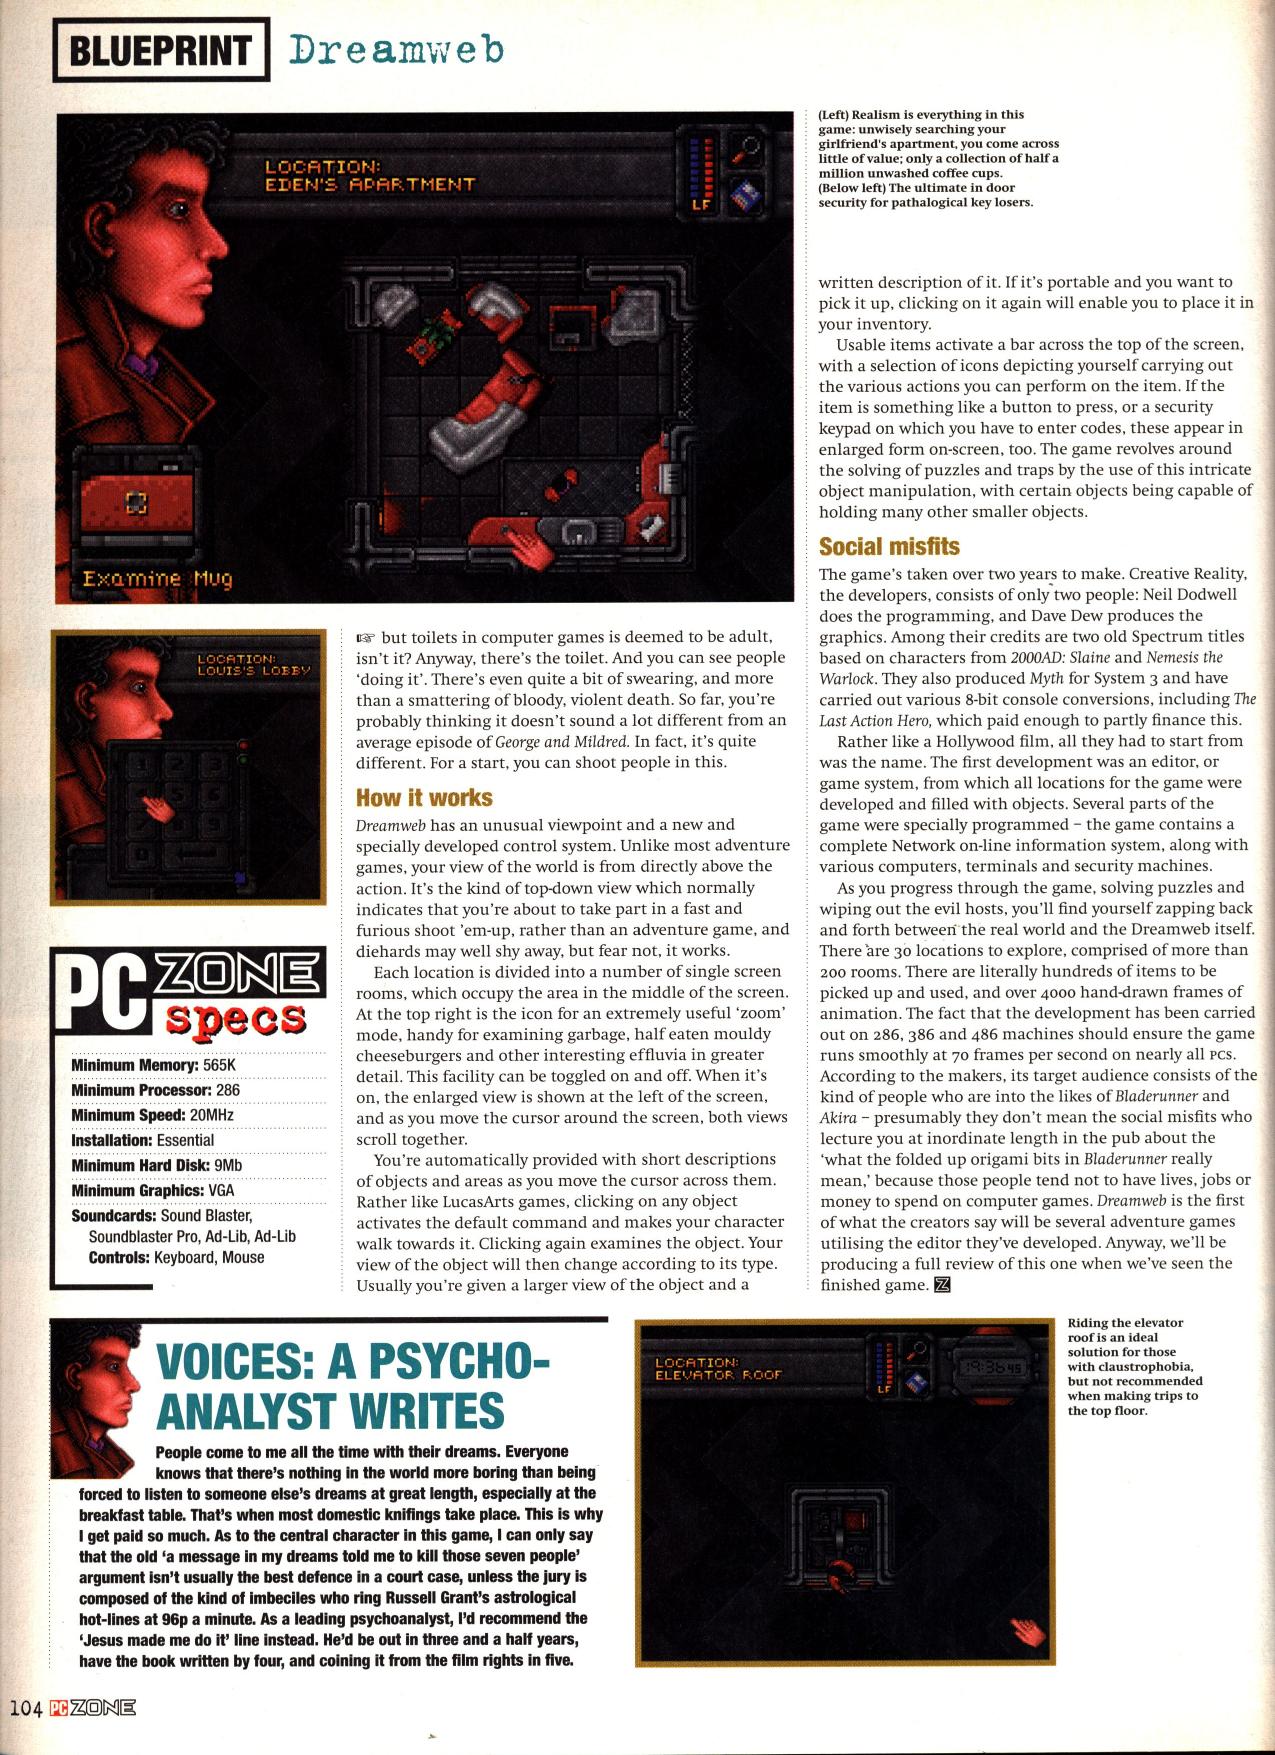 BLUEPRINT Dreamweb
LOCATION:
EDEN'S APARTMENT
LF
Examine Mug
(Left) Realism is everything in this
game: unwisely searching your
girlfriend's apartment, you come across
little of value; only a collection of half a
million unwashed coffee cups.
(Below left) The ultimate in door
security for pathalogical key losers.
LOCATION:
LOUIS'S LOBBY
1 2 3
4 5 6
7 8 9
0
PC ZONE
specs
Minimum Memory: 565K
Minimum Processor: 286
Minimum Speed: 20MHz
Installation: Essential
Minimum Hard Disk: 9Mb
Minimum Graphics: VGA
Soundcards: Sound Blaster,
Soundblaster Pro, Ad-Lib, Ad-Lib
Controls: Keyboard, Mouse
☞ but toilets in computer games is deemed to be adult,
isn't it? Anyway, there's the toilet. And you can see people
'doing it'. There's even quite a bit of swearing, and more
than a smattering of bloody, violent death. So far, you're
probably thinking it doesn't sound a lot different from an
average episode of George and Mildred. In fact, it's quite
different. For a start, you can shoot people in this.
How it works
Dreamweb has an unusual viewpoint and a new and
specially developed control system. Unlike most adventure
games, your view of the world is from directly above the
action. It's the kind of top-down view which normally
indicates that you're about to take part in a fast and
furious shoot 'em-up, rather than an adventure game, and
diehards may well shy away, but fear not, it works.
Each location is divided into a number of single screen
rooms, which occupy the area in the middle of the screen.
At the top right is the icon for an extremely useful 'zoom'
mode, handy for examining garbage, half eaten mouldy
cheeseburgers and other interesting effluvia in greater
detail. This facility can be toggled on and off. When it's
on, the enlarged view is shown at the left of the screen,
and as you move the cursor around the screen, both views
scroll together.
You're automatically provided with short descriptions
of objects and areas as you move the cursor across them.
Rather like LucasArts games, clicking on any object
activates the default command and makes your character
walk towards it. Clicking again examines the object. Your
view of the object will then change according to its type.
Usually you're given a larger view of the object and a
written description of it. If it's portable and you want to
pick it up, clicking on it again will enable you to place it in
your inventory.
Usable items activate a bar across the top of the screen,
with a selection of icons depicting yourself carrying out
the various actions you can perform on the item. If the
item is something like a button to press, or a security
keypad on which you have to enter codes, these appear in
enlarged form on-screen, too. The game revolves around
the solving of puzzles and traps by the use of this intricate
object manipulation, with certain objects being capable of
holding many other smaller objects.
Social misfits
The game's taken over two years to make. Creative Reality,
the developers, consists of only two people: Neil Dodwell
does the programming, and Dave Dew produces the
graphics. Among their credits are two old Spectrum titles
based on characters from 2000AD: Slaine and Nemesis the
Warlock. They also produced Myth for System 3 and have
carried out various 8-bit console conversions, including The
Last Action Hero, which paid enough to partly finance this.
Rather like a Hollywood film, all they had to start from
was the name. The first development was an editor, or
game system, from which all locations for the game were
developed and filled with objects. Several parts of the
game were specially programmed – the game contains a
complete Network on-line information system, along with
various computers, terminals and security machines.
As you progress through the game, solving puzzles and
wiping out the evil hosts, you'll find yourself zapping back
and forth between the real world and the Dreamweb itself.
There are 30 locations to explore, comprised of more than
200 rooms. There are literally hundreds of items to be
picked up and used, and over 4000 hand-drawn frames of
animation. The fact that the development has been carried
out on 286, 386 and 486 machines should ensure the game
runs smoothly at 70 frames per second on nearly all PCs.
According to the makers, its target audience consists of the
kind of people who are into the likes of Bladerunner and
Akira – presumably they don't mean the social misfits who
lecture you at inordinate length in the pub about the
'what the folded up origami bits in Bladerunner really
mean,' because those people tend not to have lives, jobs or
money to spend on computer games. Dreamweb is the first
of what the creators say will be several adventure games
utilising the editor they've developed. Anyway, we'll be
producing a full review of this one when we've seen the
finished game. Z
VOICES: A PSYCHO-
ANALYST WRITES
People come to me all the time with their dreams. Everyone
knows that there's nothing in the world more boring than being
forced to listen to someone else's dreams at great length, especially at the
breakfast table. That's when most domestic knifings take place. This is why
I get paid so much. As to the central character in this game, I can only say
that the old 'a message in my dreams told me to kill those seven people'
argument isn't usually the best defence in a court case, unless the jury is
composed of the kind of imbeciles who ring Russell Grant's astrological
hot-lines at 96p a minute. As a leading psychoanalyst, I'd recommend the
'Jesus made me do it' line instead. He'd be out in three and a half years,
have the book written by four, and coining it from the film rights in five.
LOCATION:
ELEVATOR ROOF
LF
19:36 45
Riding the elevator
roof is an ideal
solution for those
with claustrophobia,
but not recommended
when making trips to
the top floor.
104 PC ZONE